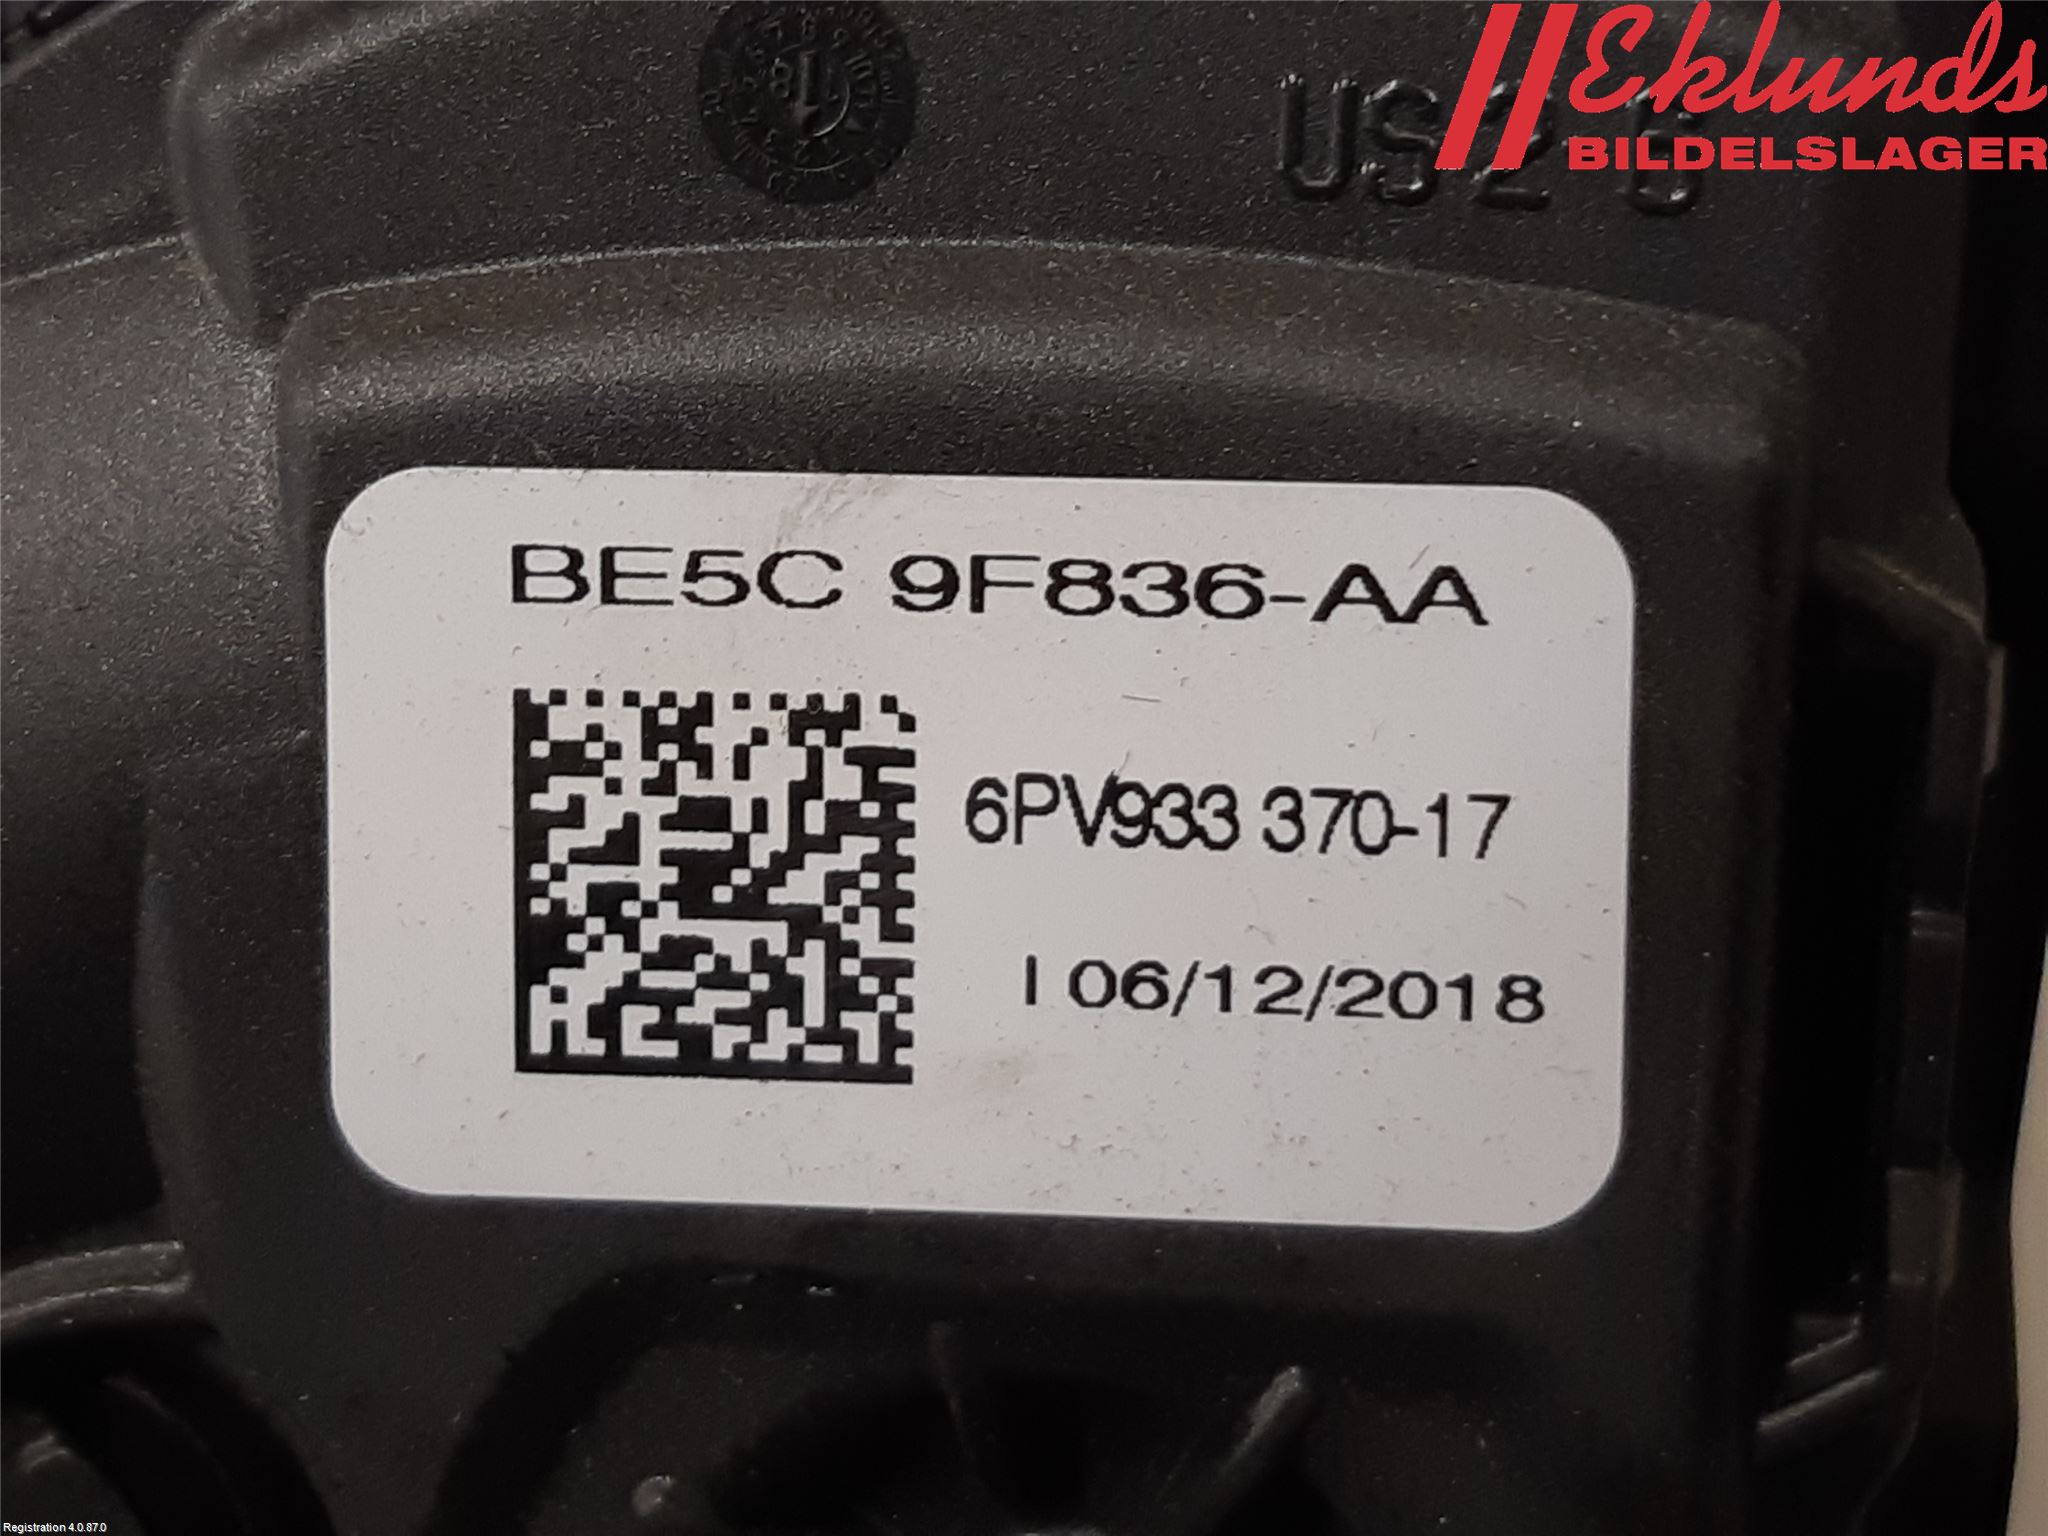 Eklunds
BILDELSLAGER
BE5C 9F836-AA
6PV933 370-17
I 06/12/2018
Registration 4.0.87.0